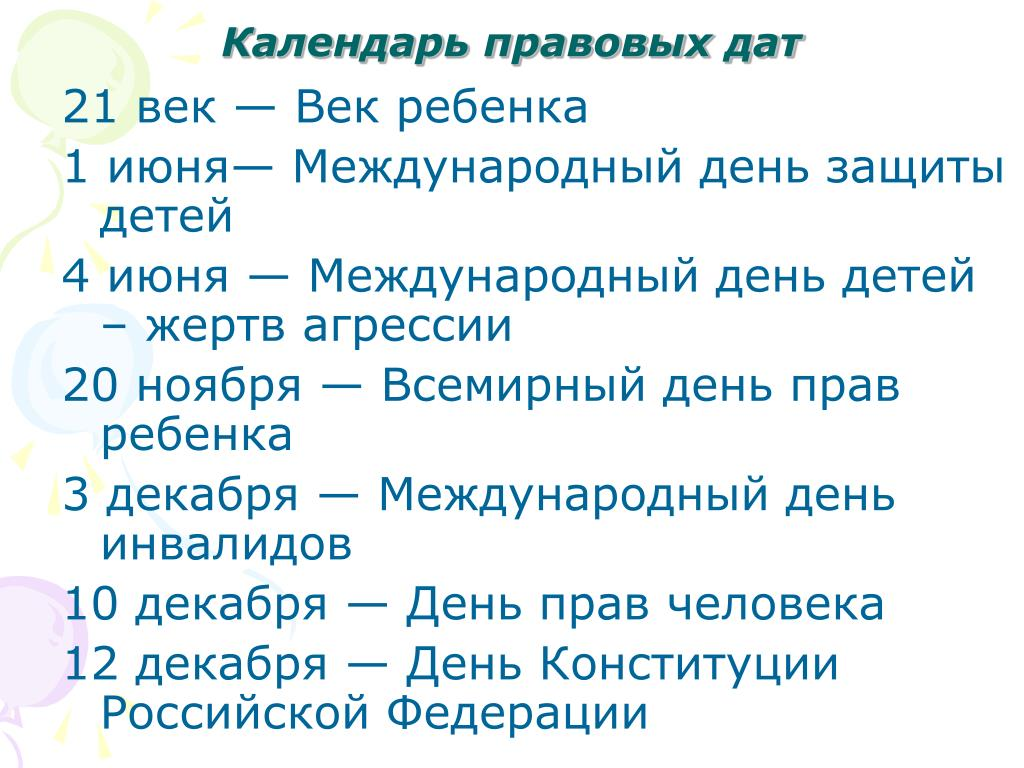 Календарь правовых дат
21 век — Век ребенка
1 июня— Международный день защиты
детей
4 июня — Международный день детей
– жертв агрессии
20 ноября — Всемирный день прав
ребенка
3 декабря — Международный день
инвалидов
10 декабря — День прав человека
12 декабря — День Конституции
Российской Федерации